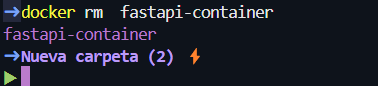 ➜docker rm  fastapi-container
fastapi-container
➜Nueva carpeta (2) ⚡
▶